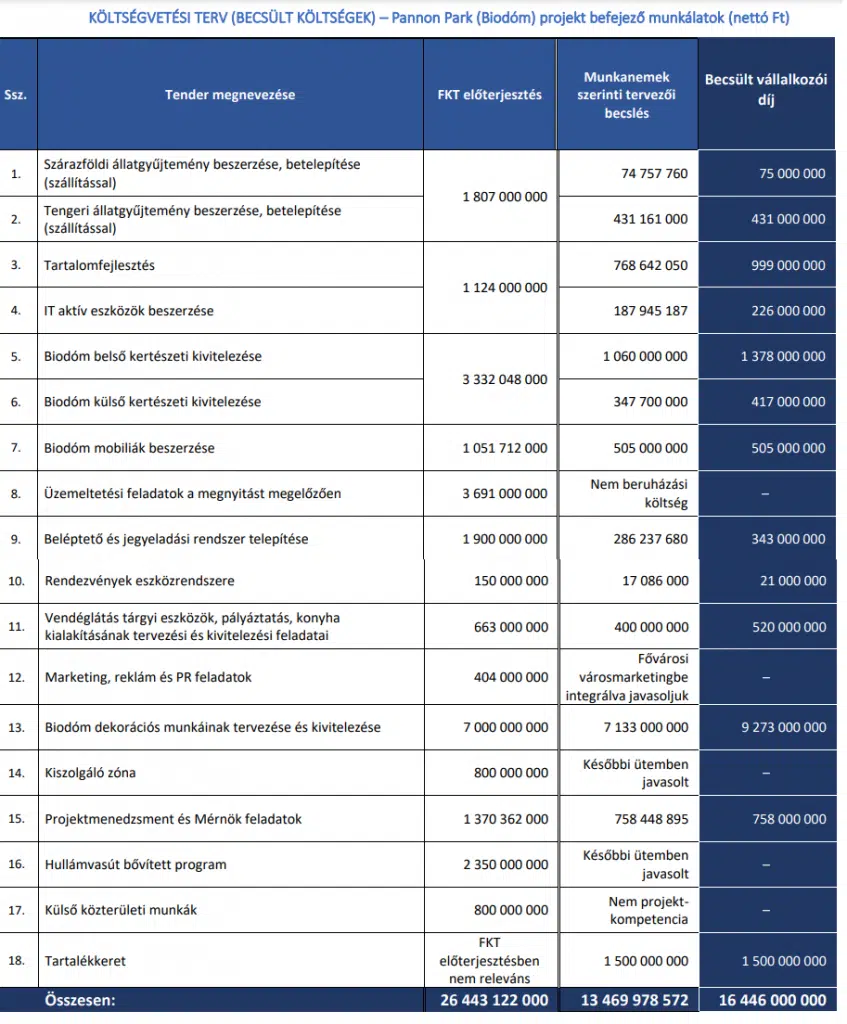 KÖLTSÉGVETÉSI TERV (BECSÜLT KÖLTSÉGEK) – Pannon Park (Biodóm) projekt befejező munkálatok (nettó Ft)
Ssz. Tender megnevezése FKT előterjesztés Munkanemek szerinti tervezői becslés Becsült vállalkozói díj
1. Szárazföldi állatgyűjtemény beszerzése, betelepítése (szállítással) 1 807 000 000 74 757 760 75 000 000
2. Tengeri állatgyűjtemény beszerzése, betelepítése (szállítással) 431 161 000 431 000 000
3. Tartalomfejlesztés 1 124 000 000 768 642 050 999 000 000
4. IT aktív eszközök beszerzése 187 945 187 226 000 000
5. Biodóm belső kertészeti kivitelezése 3 332 048 000 1 060 000 000 1 378 000 000
6. Biodóm külső kertészeti kivitelezése 347 700 000 417 000 000
7. Biodóm mobiliák beszerzése 1 051 712 000 505 000 000 505 000 000
8. Üzemeltetési feladatok a megnyitást megelőzően 3 691 000 000 Nem beruházási költség –
9. Beléptető és jegyeladási rendszer telepítése 1 900 000 000 286 237 680 343 000 000
10. Rendezvények eszközrendszere 150 000 000 17 086 000 21 000 000
11. Vendéglátás tárgyi eszközök, pályáztatás, konyha kialakításának tervezési és kivitelezési feladatai 663 000 000 400 000 000 520 000 000
12. Marketing, reklám és PR feladatok 404 000 000 Fővárosi városmarketingbe integrálva javasoljuk –
13. Biodóm dekorációs munkáinak tervezése és kivitelezése 7 000 000 000 7 133 000 000 9 273 000 000
14. Kiszolgáló zóna 800 000 000 Későbbi ütemben javasolt –
15. Projektmenedzsment és Mérnök feladatok 1 370 362 000 758 448 895 758 000 000
16. Hullámvasút bővített program 2 350 000 000 Későbbi ütemben javasolt –
17. Külső közterületi munkák 800 000 000 Nem projekt-kompetencia –
18. Tartalékkeret FKT előterjesztésben nem releváns 1 500 000 000 1 500 000 000
Összesen: 26 443 122 000 13 469 978 572 16 446 000 000